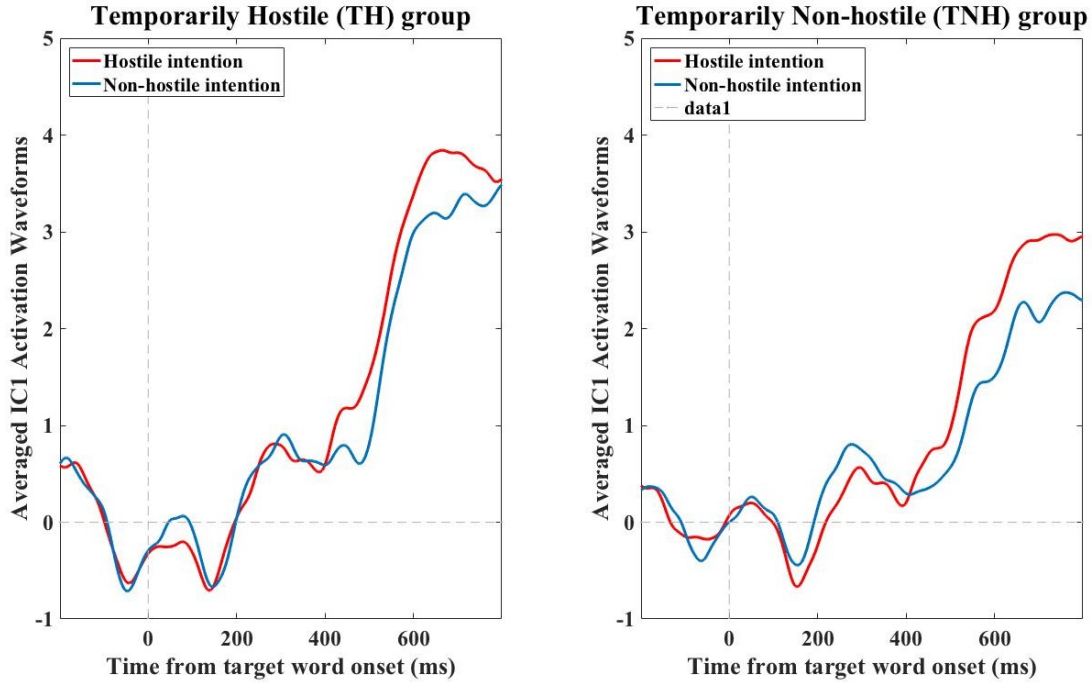 Temporarily Hostile (TH) group
Hostile intention
Non-hostile intention
Averaged IC1 Activation Waveforms
5
4
3
2
1
0
-1
0 200 400 600
Time from target word onset (ms)
Temporarily Non-hostile (TNH) group
Hostile intention
Non-hostile intention
data1
Averaged IC1 Activation Waveforms
5
4
3
2
1
0
-1
0 200 400 600
Time from target word onset (ms)